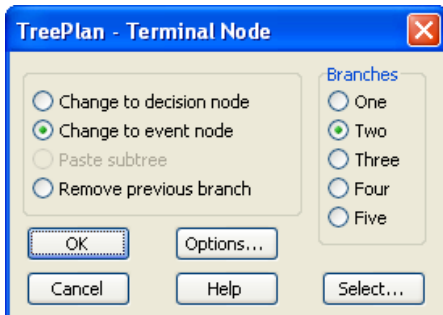 TreePlan - Terminal Node
Change to decision node
Change to event node
Paste subtree
Remove previous branch
Branches
One
Two
Three
Four
Five
OK
Options...
Cancel
Help
Select...